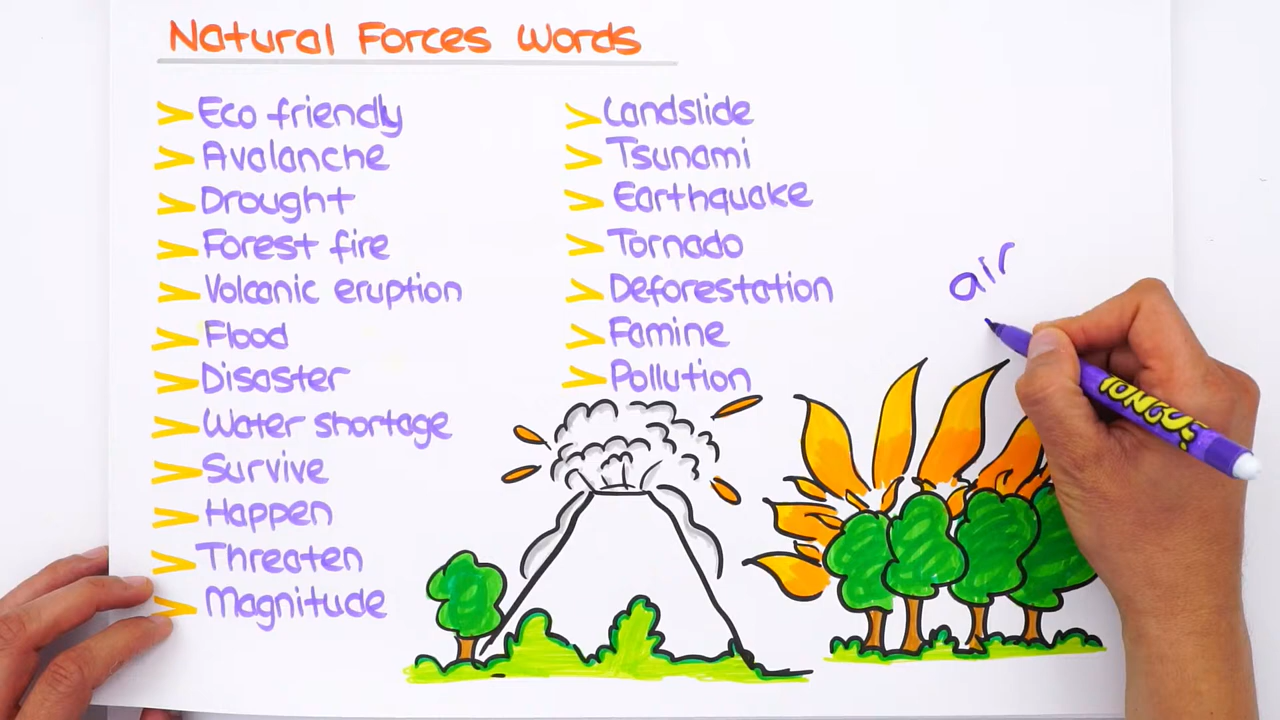 Natural Forces Words
> Eco friendly
> Avalanche
> Drought
> Forest fire
> Volcanic eruption
> Flood
> Disaster
> Water shortage
> Survive
> Happen
> Threaten
> Magnitude
> Landslide
> Tsunami
> Earthquake
> Tornado
> Deforestation
> Famine
> Pollution
air